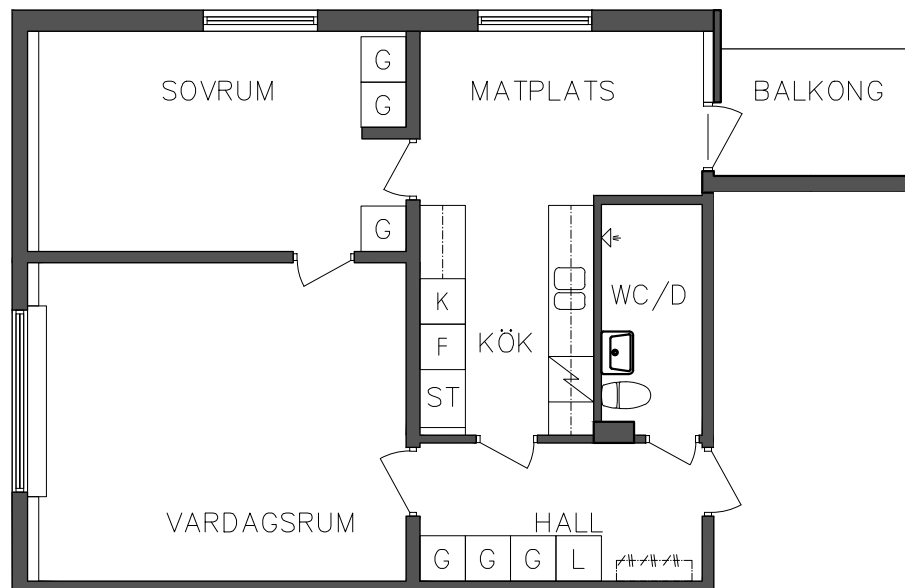 G
SOVRUM MATPLATS BALKONG
G
G
K WC/D
F KÖK
ST
VARDAGSRUM HALL
G G G L